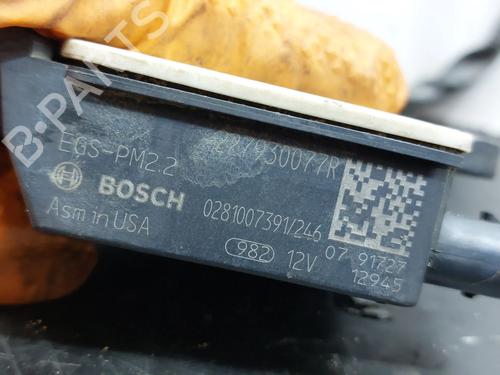 EGS-PM2.2
227930077R
BOSCH
Asm in USA
0281007391/246
982 12V
07 91727
12945
B-PARTS